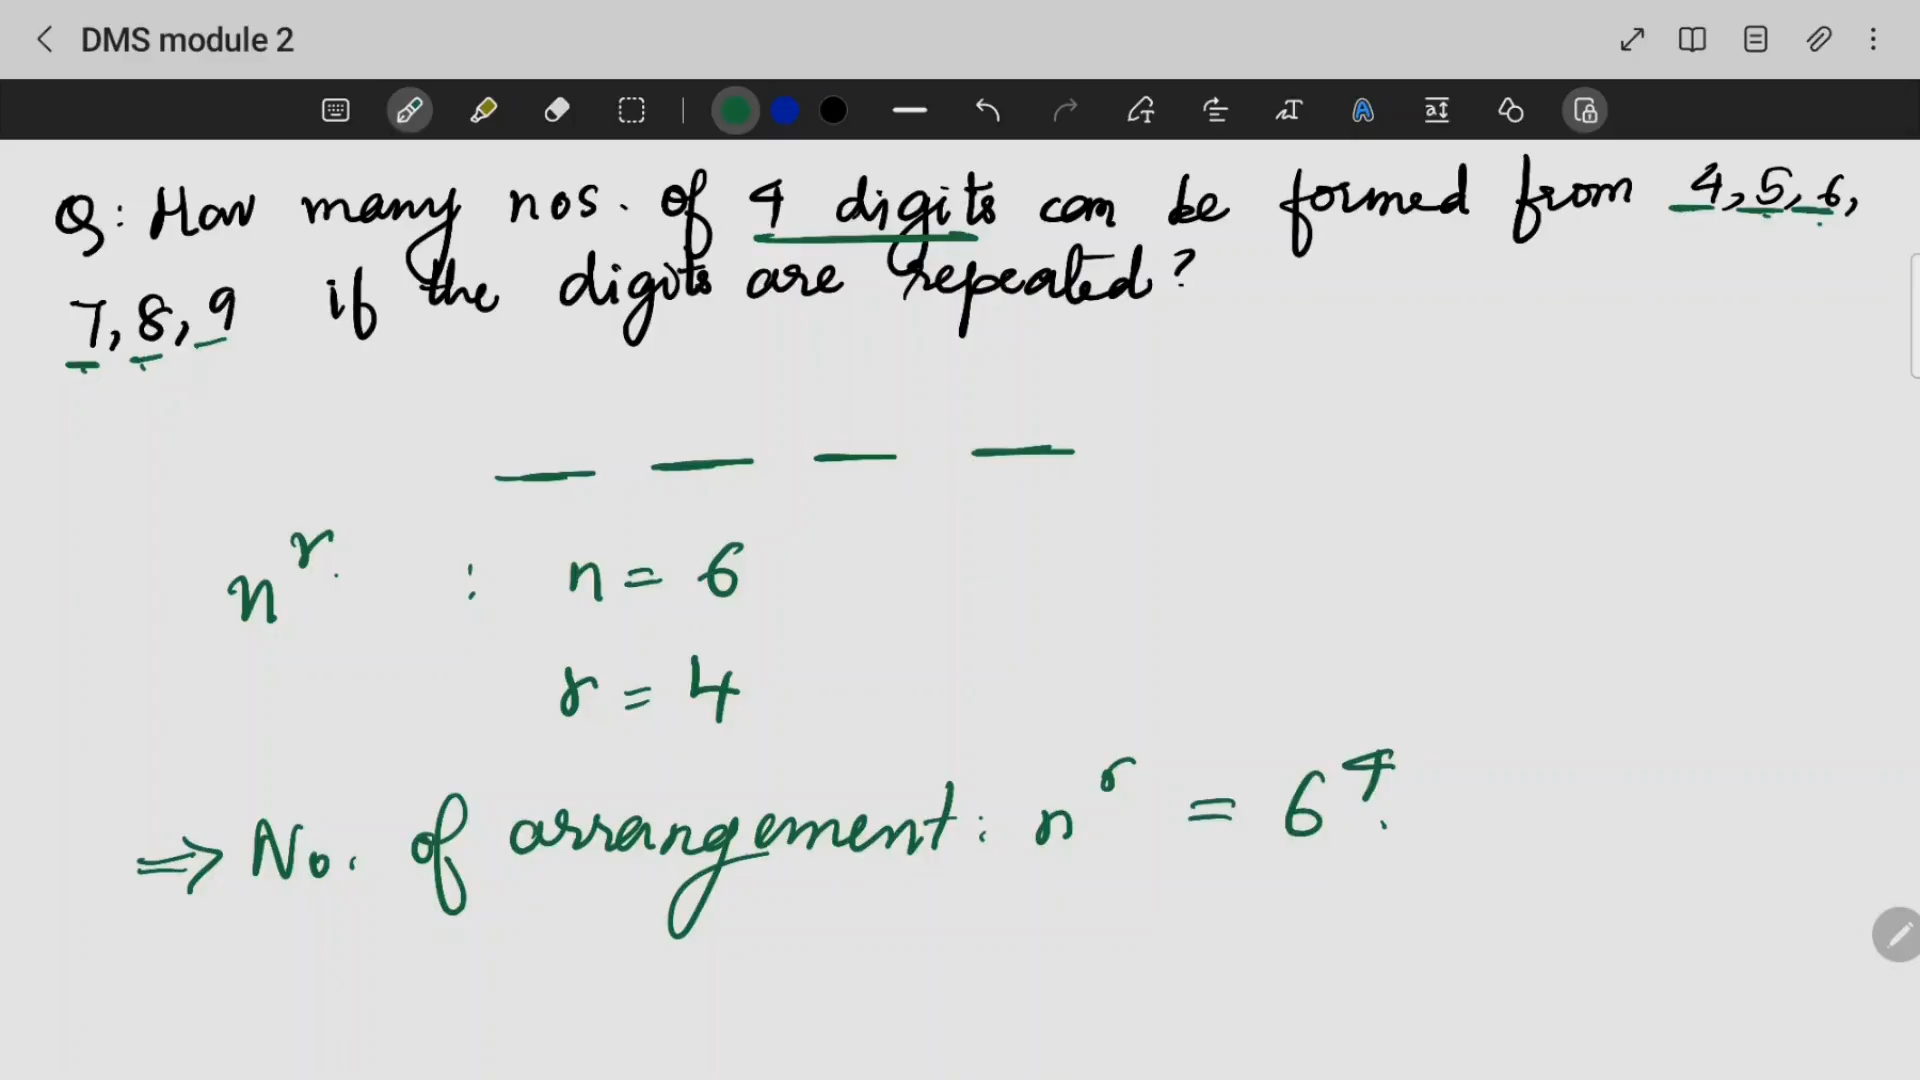 DMS module 2
Q: How many nos. of 4 digits can be formed from 4, 5, 6,
7, 8, 9 if the digits are repeated?
n^r : n = 6
r = 4
⇒ No. of arrangement: n^r = 6^4.